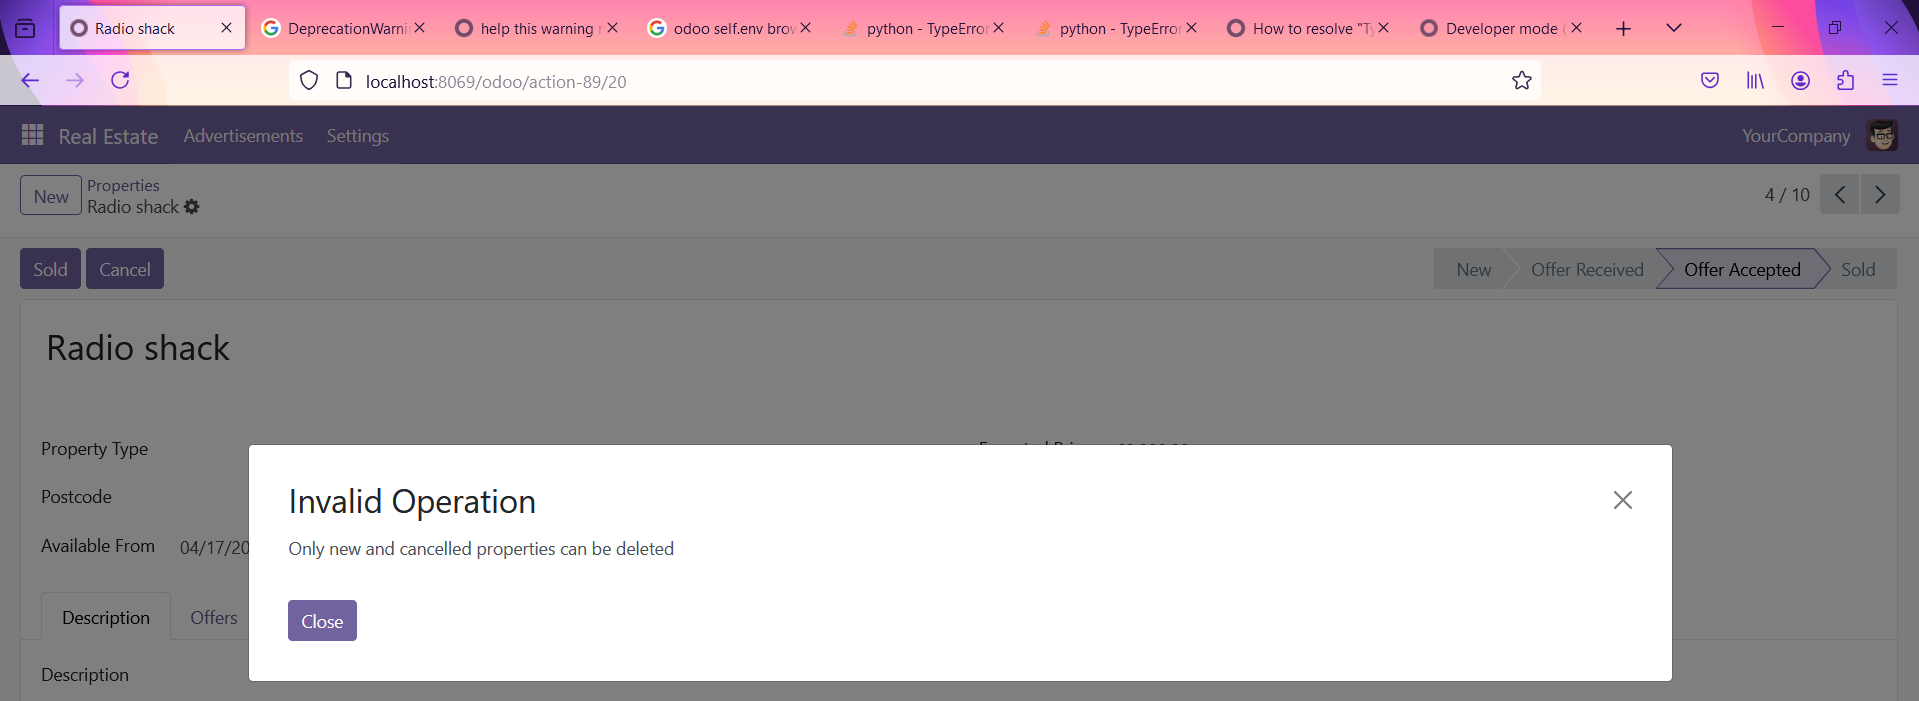 Radio shack
DeprecationWarni
help this warning r
odoo self.env brow
python - TypeError
python - TypeError
How to resolve "Ty
Developer mode (
localhost:8069/odoo/action-89/20
Real Estate
Advertisements
Settings
YourCompany
New
Properties
Radio shack
4 / 10
Sold
Cancel
New
Offer Received
Offer Accepted
Sold
Radio shack
Property Type
Postcode
Available From
04/17/20
Invalid Operation
Only new and cancelled properties can be deleted
Close
Description
Offers
Description